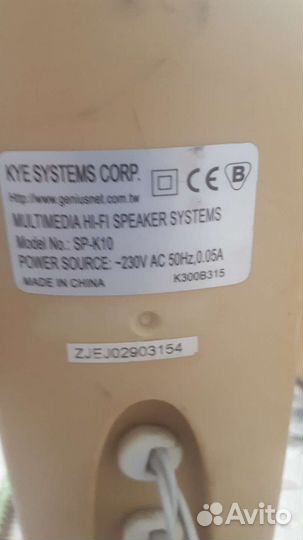 KYE SYSTEMS CORP.
Http://www.geniusnet.com.tw
MULTIMEDIA HI-FI SPEAKER SYSTEMS
Model No.: SP-K10
POWER SOURCE: ~230V AC 50Hz,0.05A
MADE IN CHINA K300B315
CE B
ZJEJ02903154
Avito